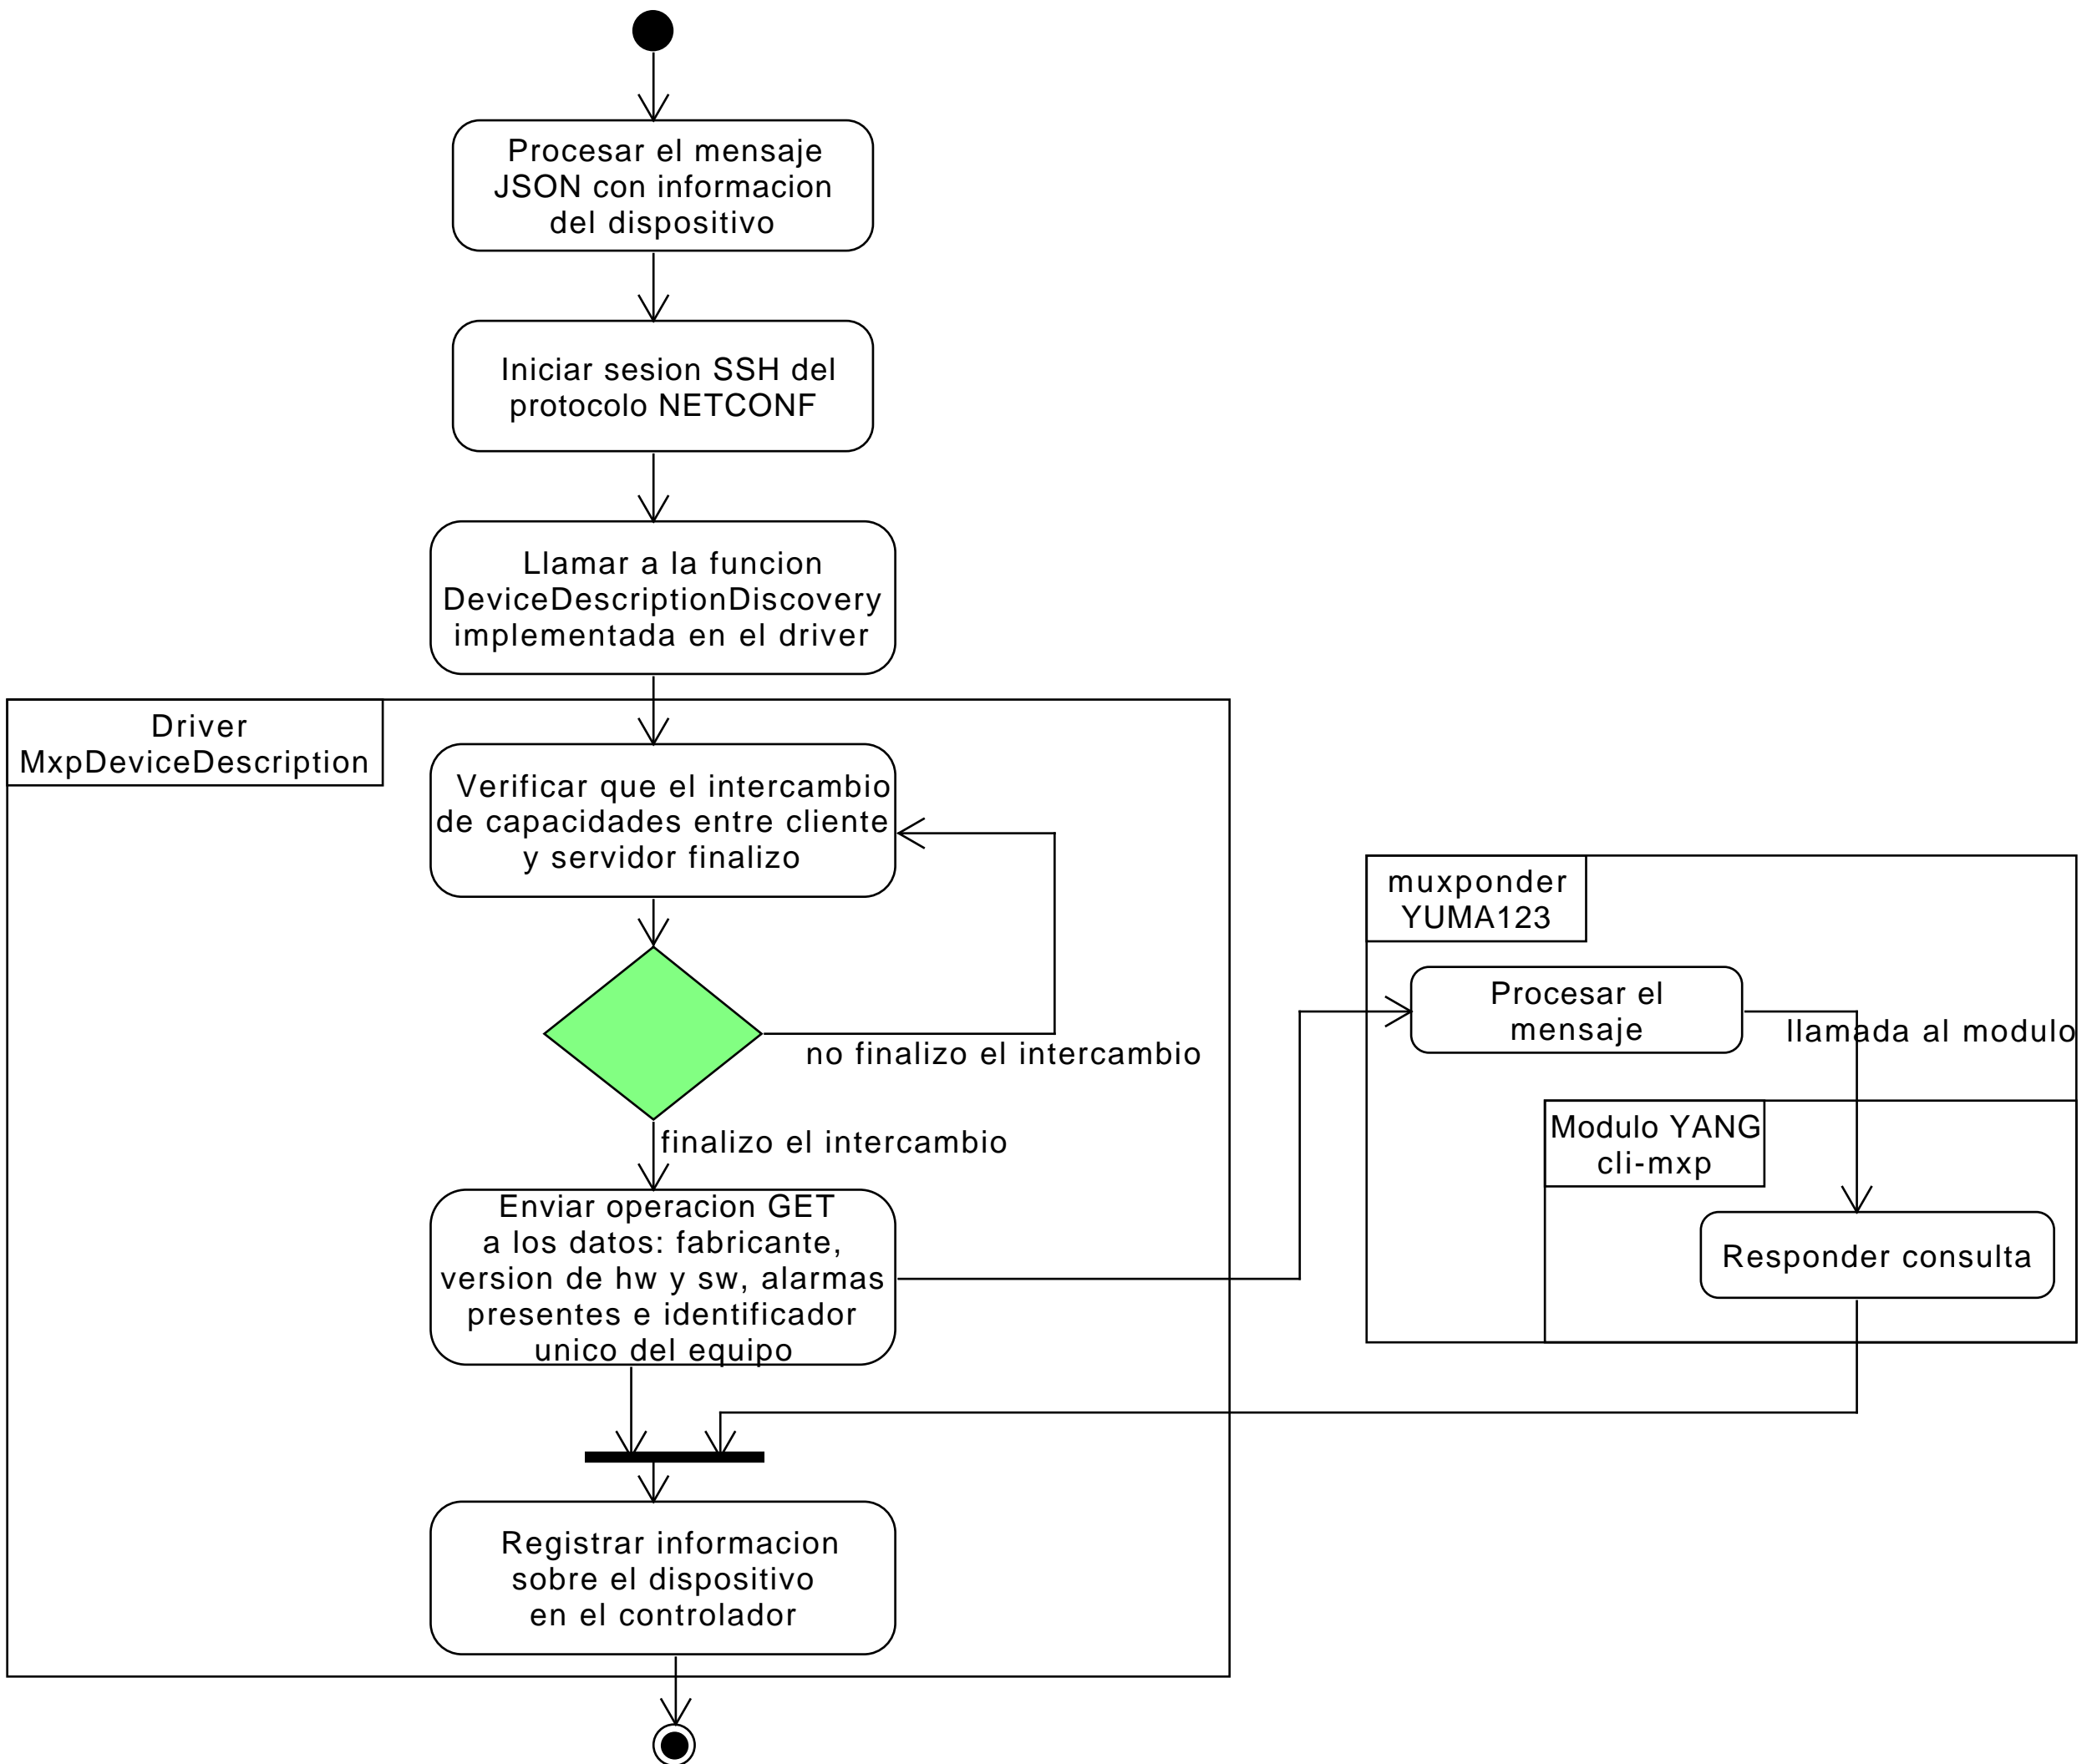 Procesar el mensaje
JSON con informacion
del dispositivo
Iniciar sesion SSH del
protocolo NETCONF
Llamar a la funcion
DeviceDescriptionDiscovery
implementada en el driver
Driver
MxpDeviceDescription
Verificar que el intercambio
de capacidades entre cliente
y servidor finalizo
no finalizo el intercambio
finalizo el intercambio
Enviar operacion GET
a los datos: fabricante,
version de hw y sw, alarmas
presentes e identificador
unico del equipo
muxponder
YUMA123
Procesar el
mensaje
llamada al modulo
Modulo YANG
cli-mxp
Responder consulta
Registrar informacion
sobre el dispositivo
en el controlador